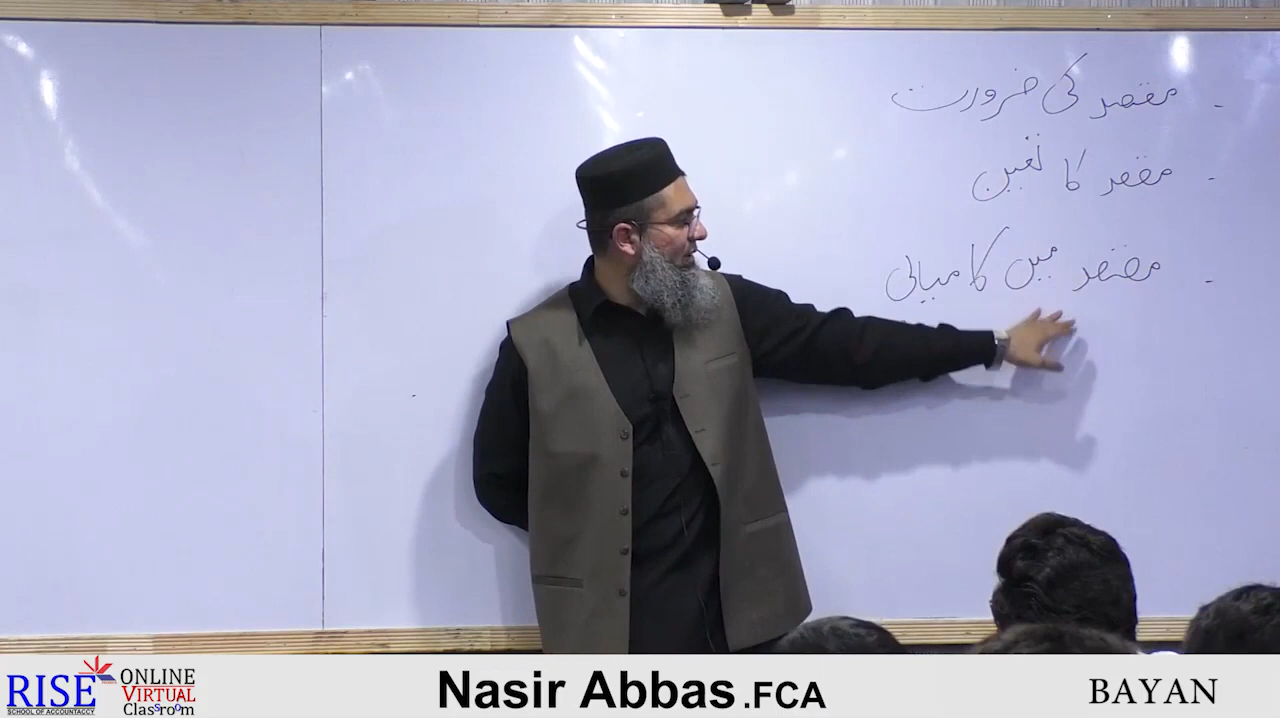 - مقصد کی ضرورت
- مقصد کا تعین
- مقصد میں کامیابی
RISE
SCHOOL OF ACCOUNTACCY
ONLINE
VIRTUAL
Classroom
Nasir Abbas .FCA
BAYAN